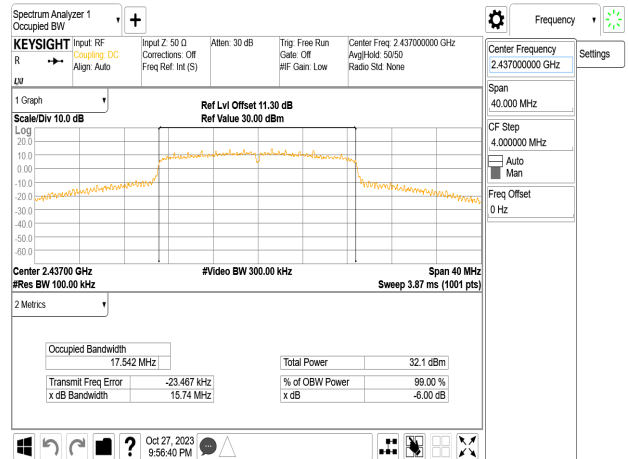 Spectrum Analyzer 1
Occupied BW
Frequency
KEYSIGHT
R
Input: RF
Coupling: DC
Align: Auto
Input Z: 50 Ω
Corrections: Off
Freq Ref: Int (S)
Atten: 30 dB
Trig: Free Run
Gate: Off
#IF Gain: Low
Center Freq: 2.437000000 GHz
Avg|Hold: 50/50
Radio Std: None
Center Frequency
2.437000000 GHz
Settings
Span
40.000 MHz
CF Step
4.000000 MHz
Auto
Man
Freq Offset
0 Hz
1 Graph
Scale/Div 10.0 dB
Ref Lvl Offset 11.30 dB
Ref Value 30.00 dBm
Log
20.0
10.0
0.00
-10.0
-20.0
-30.0
-40.0
-50.0
-60.0
Center 2.43700 GHz
#Video BW 300.00 kHz
Span 40 MHz
#Res BW 100.00 kHz
Sweep 3.87 ms (1001 pts)
2 Metrics
Occupied Bandwidth
17.542 MHz
Total Power 32.1 dBm
Transmit Freq Error -23.467 kHz
% of OBW Power 99.00 %
x dB Bandwidth 15.74 MHz
x dB -6.00 dB
?
Oct 27, 2023
9:56:40 PM